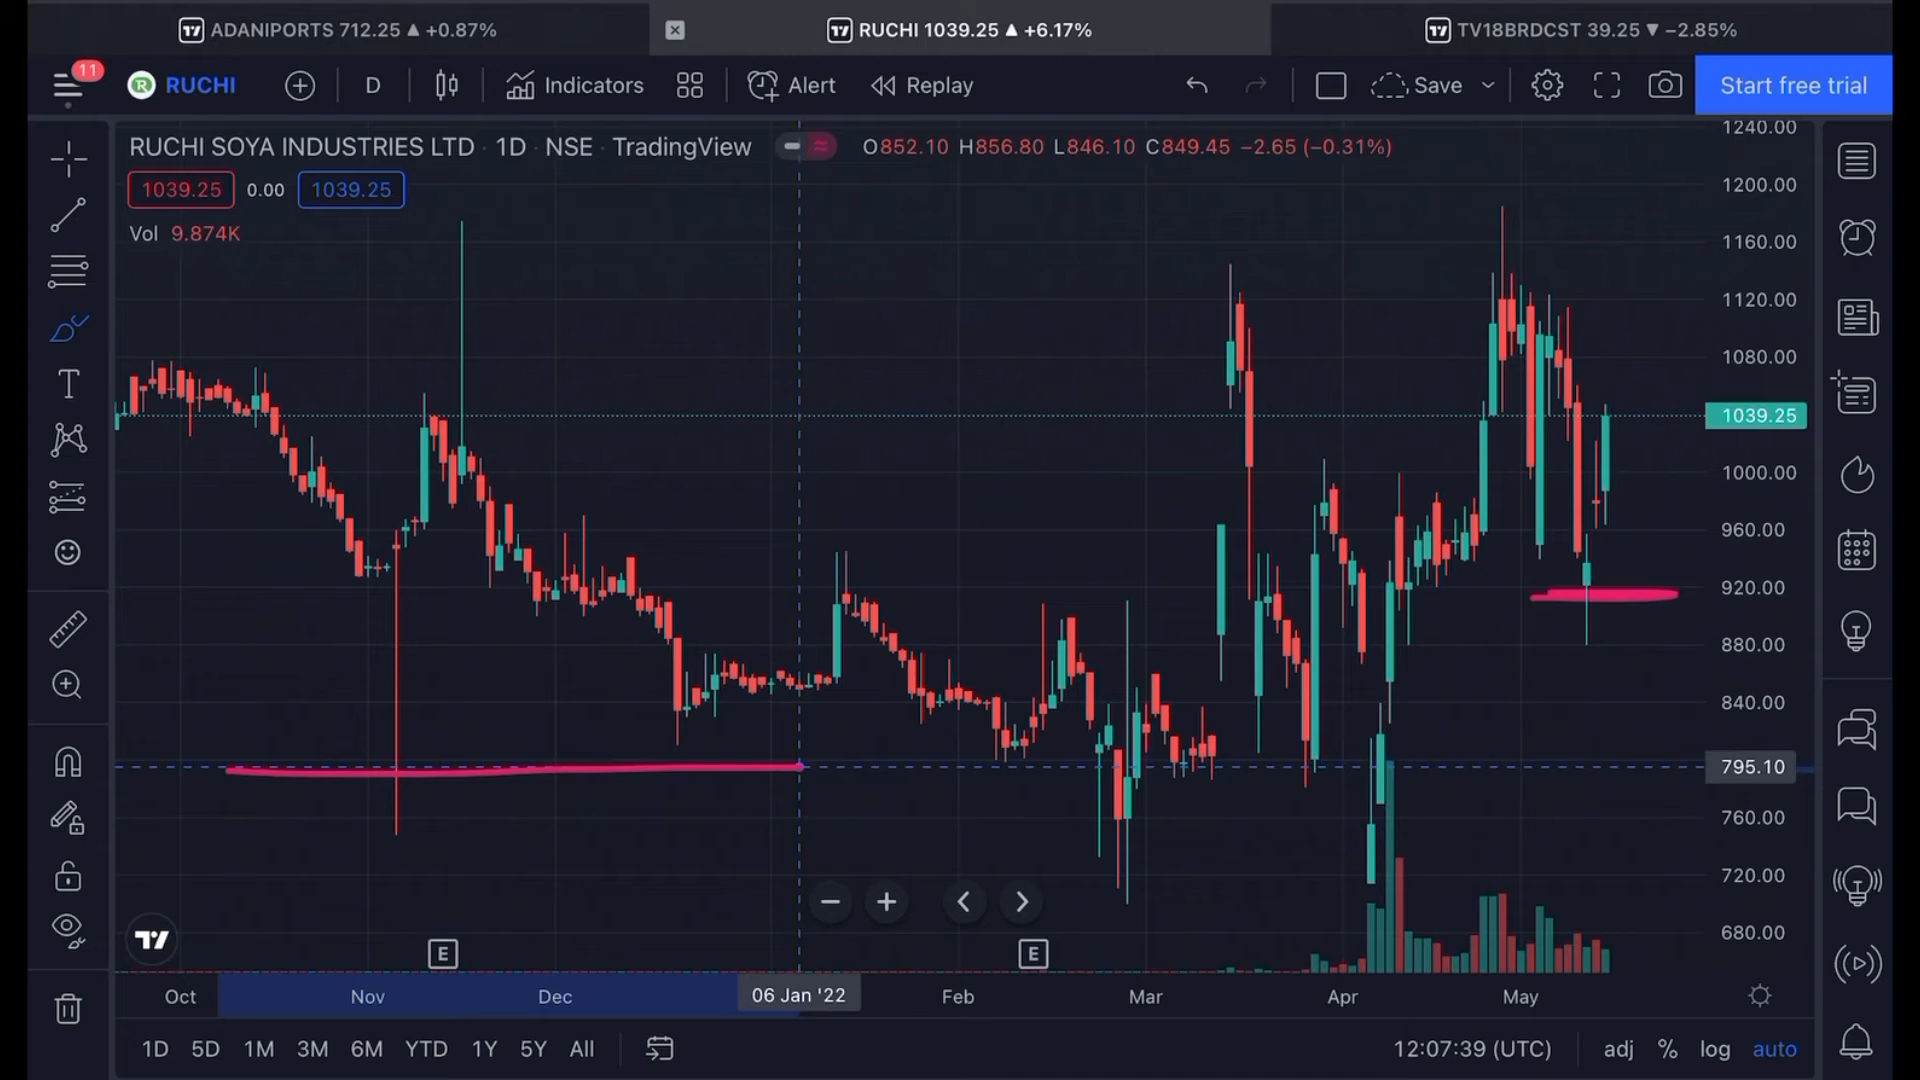 ADANIPORTS 712.25 ▲ +0.87%
RUCHI 1039.25 ▲ +6.17%
TV18BRDCST 39.25 ▼ −2.85%
11
RUCHI
D
Indicators
Alert
Replay
Save
Start free trial
RUCHI SOYA INDUSTRIES LTD · 1D · NSE · TradingView
O852.10 H856.80 L846.10 C849.45 −2.65 (−0.31%)
1039.25 0.00 1039.25
Vol 9.874K
1240.00
1200.00
1160.00
1120.00
1080.00
1039.25
1000.00
960.00
920.00
880.00
840.00
795.10
760.00
720.00
680.00
E
E
Oct
Nov
Dec
06 Jan '22
Feb
Mar
Apr
May
1D 5D 1M 3M 6M YTD 1Y 5Y All
12:07:39 (UTC)
adj % log auto